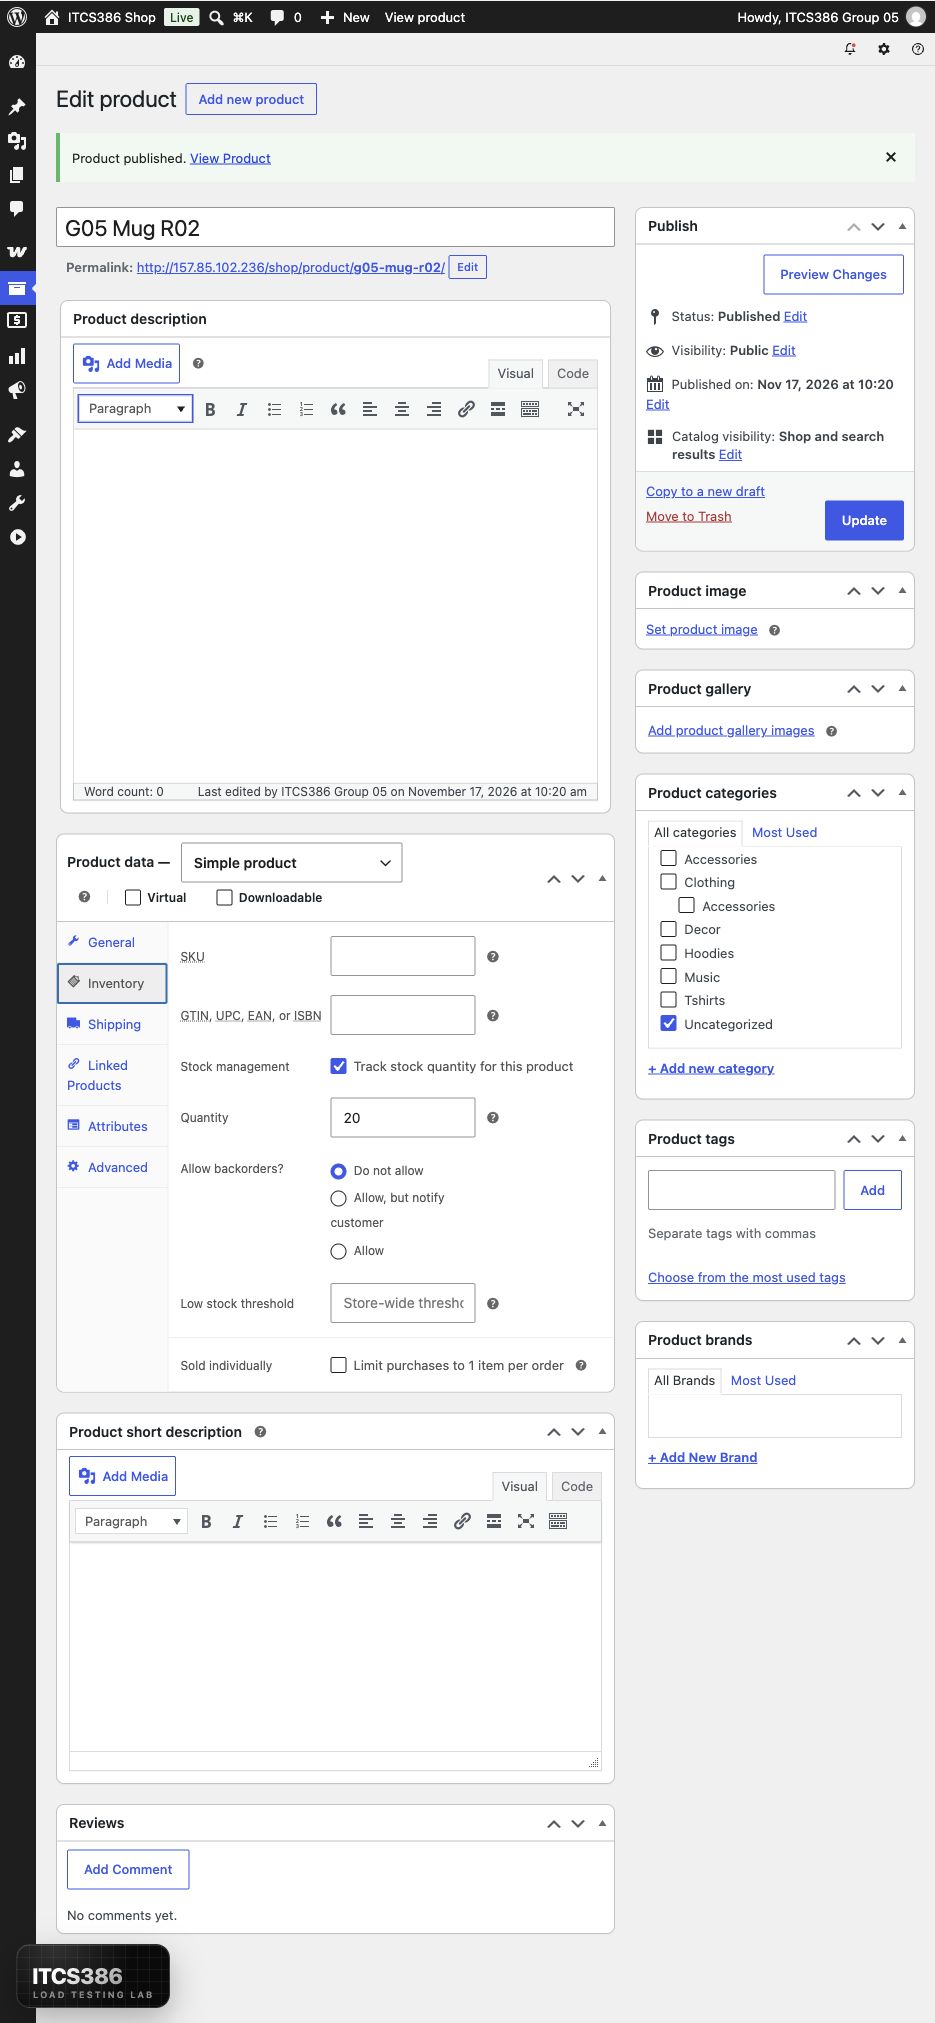 ITCS386 Shop Live ⌘K 0 New View product Howdy, ITCS386 Group 05
Edit product Add new product
Product published. View Product
G05 Mug R02
Permalink: http://157.85.102.236/shop/product/g05-mug-r02/ Edit
Product description
Add Media
Visual Code
Paragraph
Word count: 0 Last edited by ITCS386 Group 05 on November 17, 2026 at 10:20 am
Product data — Simple product
Virtual Downloadable
General
Inventory
Shipping
Linked
Products
Attributes
Advanced
SKU
GTIN, UPC, EAN, or ISBN
Stock management Track stock quantity for this product
Quantity 20
Allow backorders? Do not allow
Allow, but notify
customer
Allow
Low stock threshold Store-wide thresho
Sold individually Limit purchases to 1 item per order
Product short description
Add Media
Visual Code
Paragraph
Reviews
Add Comment
No comments yet.
Publish
Preview Changes
Status: Published Edit
Visibility: Public Edit
Published on: Nov 17, 2026 at 10:20
Edit
Catalog visibility: Shop and search
results Edit
Copy to a new draft
Move to Trash
Update
Product image
Set product image
Product gallery
Add product gallery images
Product categories
All categories Most Used
Accessories
Clothing
Accessories
Decor
Hoodies
Music
Tshirts
Uncategorized
+ Add new category
Product tags
Add
Separate tags with commas
Choose from the most used tags
Product brands
All Brands Most Used
+ Add New Brand
ITCS386
LOAD TESTING LAB